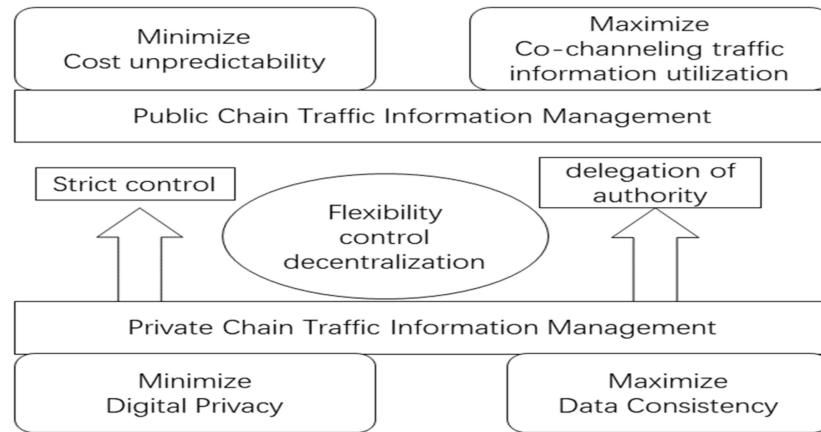 Minimize
Cost unpredictability
Maximize
Co-channeling traffic
information utilization
Public Chain Traffic Information Management
Strict control
Flexibility
control
decentralization
delegation of
authority
Private Chain Traffic Information Management
Minimize
Digital Privacy
Maximize
Data Consistency